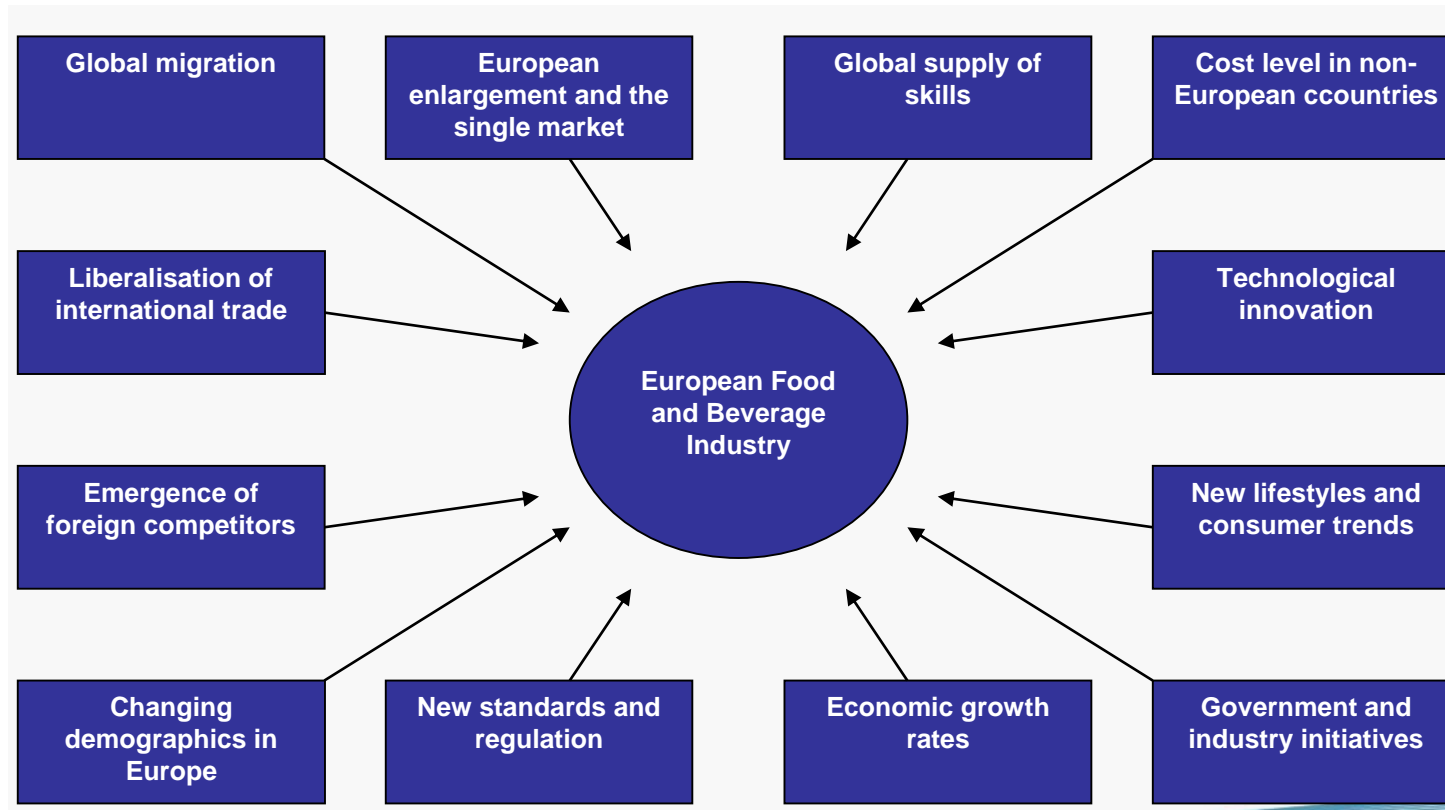 Global migration
European
enlargement and the
single market
Global supply of
skills
Cost level in non-
European ccountries
Liberalisation of
international trade
Technological
innovation
European Food
and Beverage
Industry
Emergence of
foreign competitors
New lifestyles and
consumer trends
Changing
demographics in
Europe
New standards and
regulation
Economic growth
rates
Government and
industry initiatives